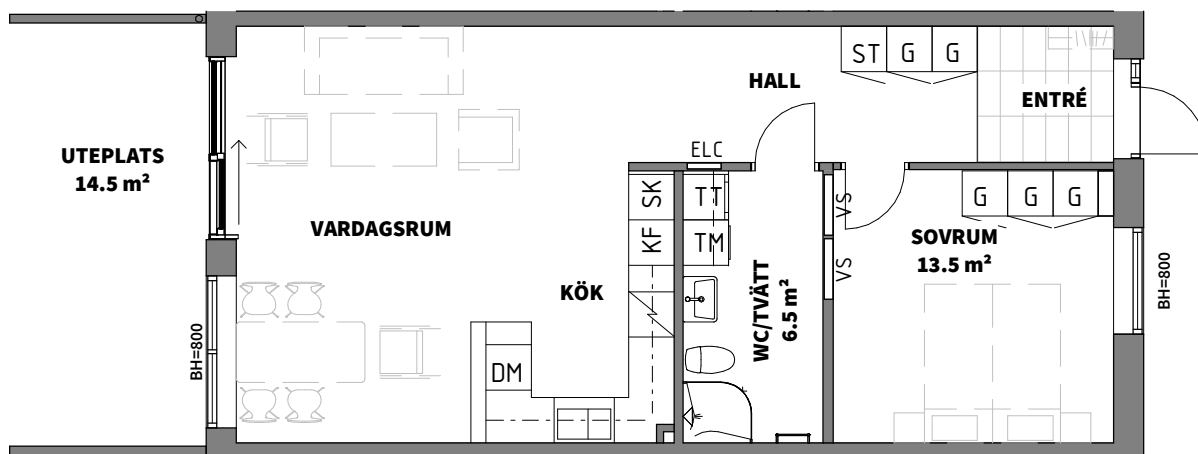 ST G G
HALL
ENTRÉ
ELC
UTEPLATS
14.5 m²
SK
TT
VS
G G G
VARDAGSRUM
KF
TM
SOVRUM
13.5 m²
VS
BH=800
KÖK
WC/TVÄTT
6.5 m²
BH=800
DM